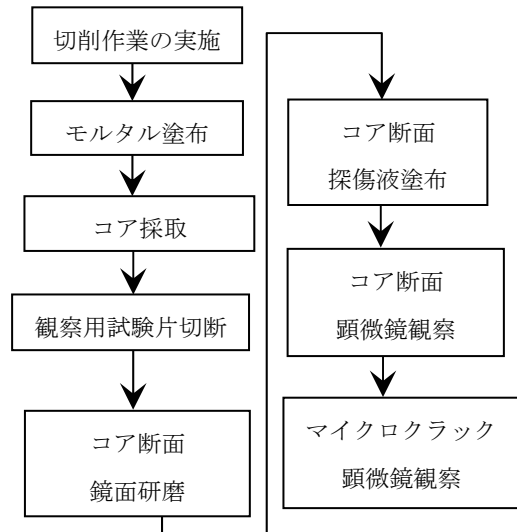 切削作業の実施
モルタル塗布
コア採取
観察用試験片切断
コア断面
鏡面研磨
コア断面
探傷液塗布
コア断面
顕微鏡観察
マイクロクラック
顕微鏡観察